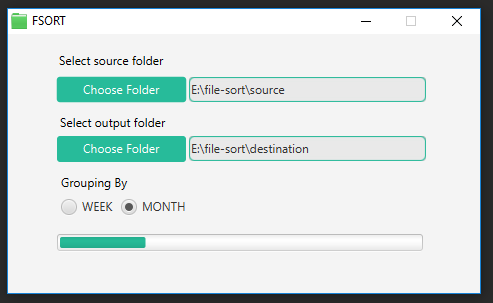 FSORT
Select source folder
Choose Folder E:\file-sort\source
Select output folder
Choose Folder E:\file-sort\destination
Grouping By
WEEK MONTH